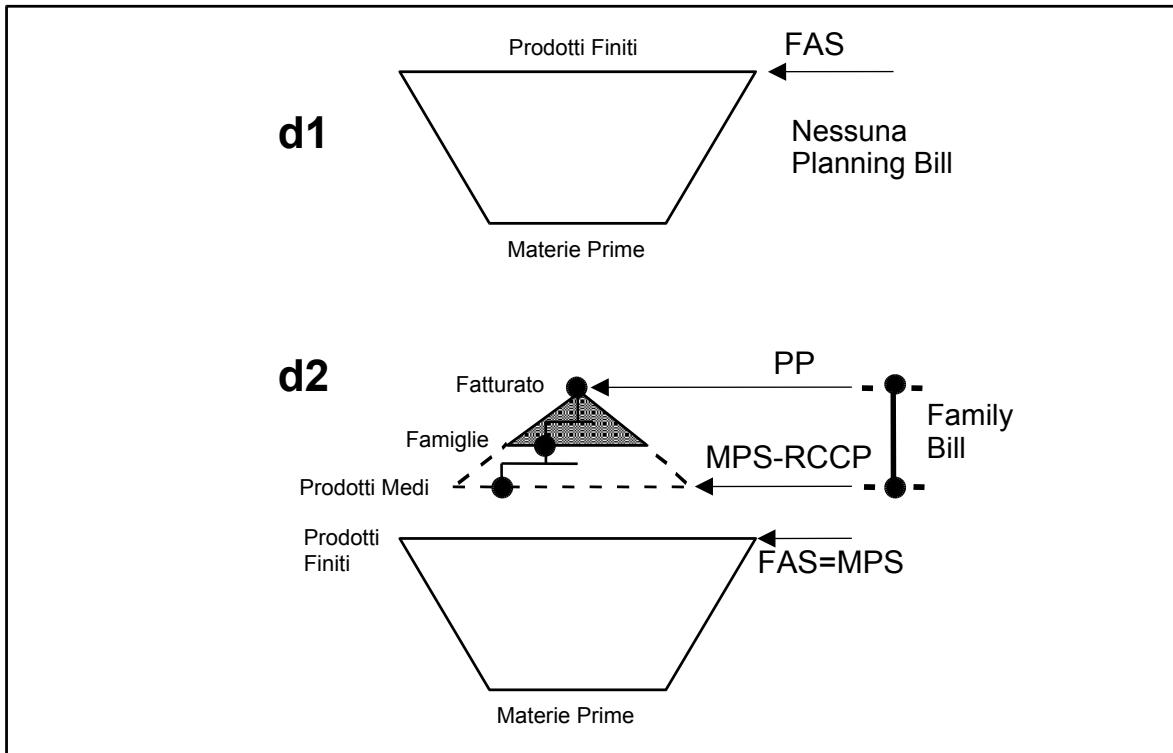 Prodotti Finiti
FAS
d1
Nessuna
Planning Bill
Materie Prime
d2
PP
Fatturato
Family
Bill
Famiglie
MPS-RCCP
Prodotti Medi
Prodotti
Finiti
FAS=MPS
Materie Prime